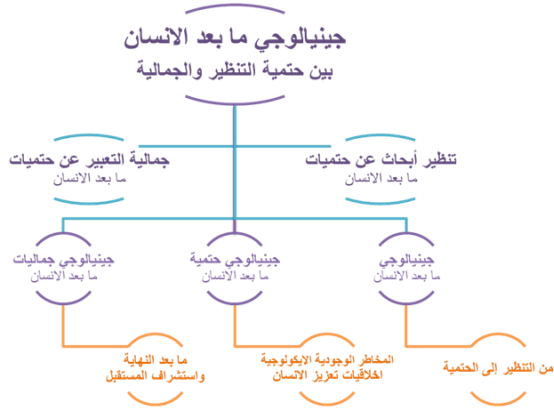 جينيالوجي ما بعد الانسان
بين حتمية التنظير والجمالية
تنظير أبحاث عن حتميات
ما بعد الانسان
جمالية التعبير عن حتميات
ما بعد الانسان
جينيالوجي
ما بعد الانسان
جينيالوجي حتمية
ما بعد الانسان
جينيالوجي جماليات
ما بعد الانسان
من التنظير إلى الحتمية
المخاطر الوجودية الايكولوجية
اخلاقيات تعزيز الانسان
ما بعد النهاية
واستشراف المستقبل